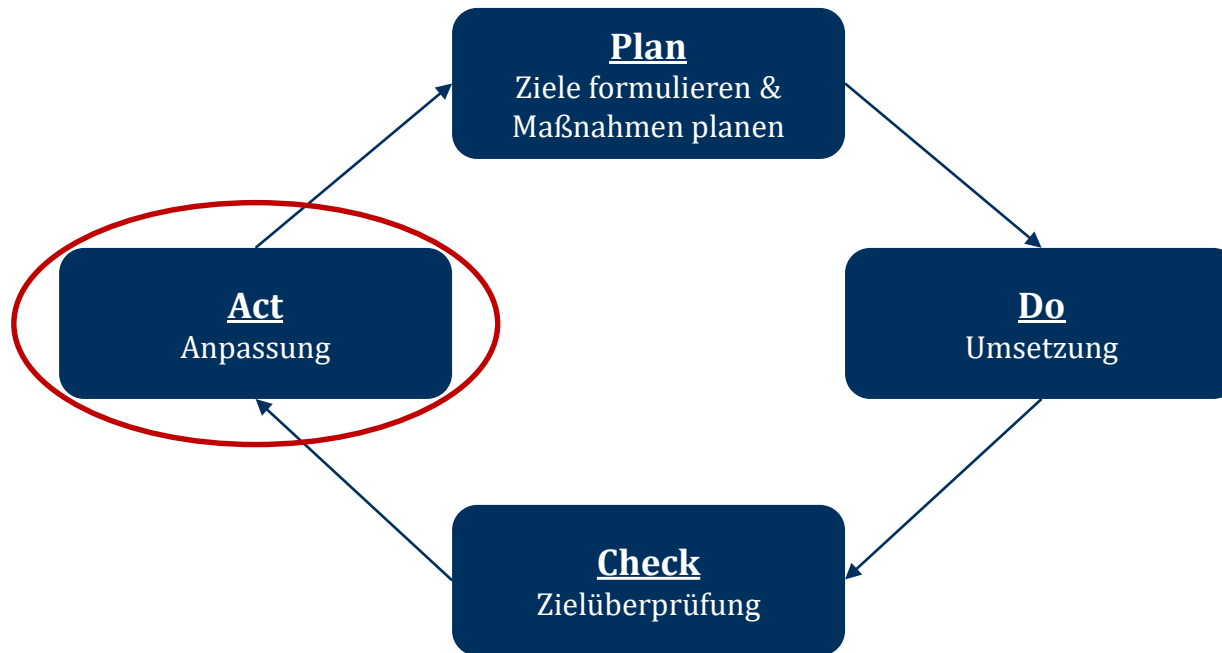 Plan
Ziele formulieren &
Maßnahmen planen
Act
Anpassung
Do
Umsetzung
Check
Zielüberprüfung